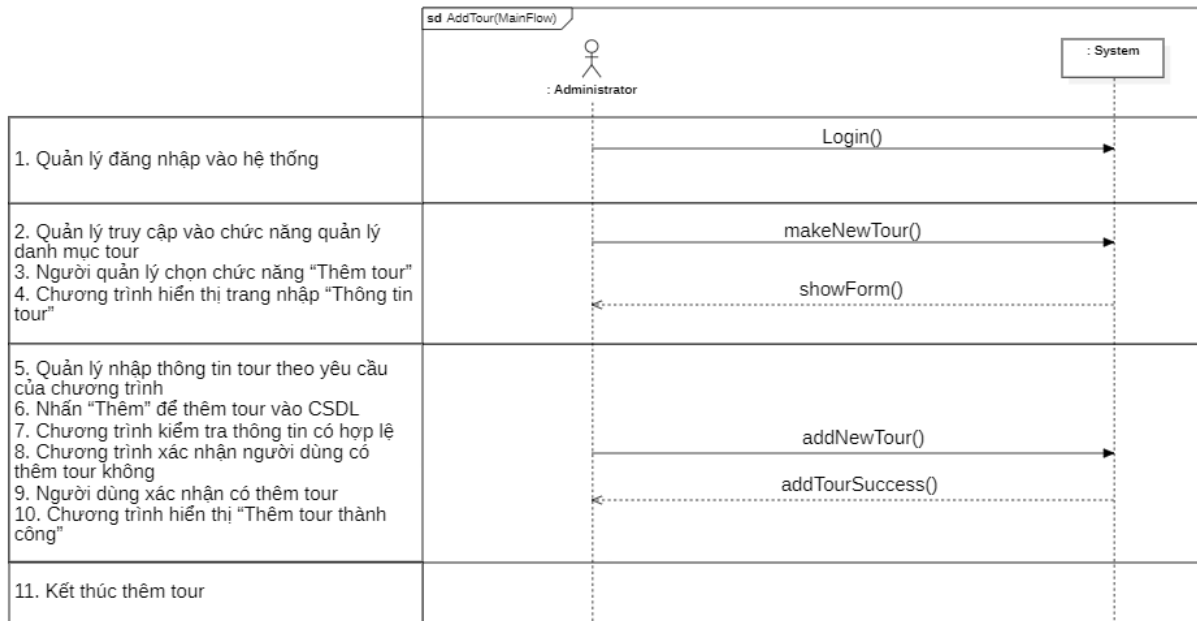 sd AddTour(MainFlow)
: System
: Administrator
1. Quản lý đăng nhập vào hệ thống
Login()
2. Quản lý truy cập vào chức năng quản lý
danh mục tour
3. Người quản lý chọn chức năng “Thêm tour”
4. Chương trình hiển thị trang nhập “Thông tin
tour”
makeNewTour()
showForm()
5. Quản lý nhập thông tin tour theo yêu cầu
của chương trình
6. Nhấn “Thêm” để thêm tour vào CSDL
7. Chương trình kiểm tra thông tin có hợp lệ
8. Chương trình xác nhận người dùng có
thêm tour không
9. Người dùng xác nhận có thêm tour
10. Chương trình hiển thị “Thêm tour thành
công”
addNewTour()
addTourSuccess()
11. Kết thúc thêm tour